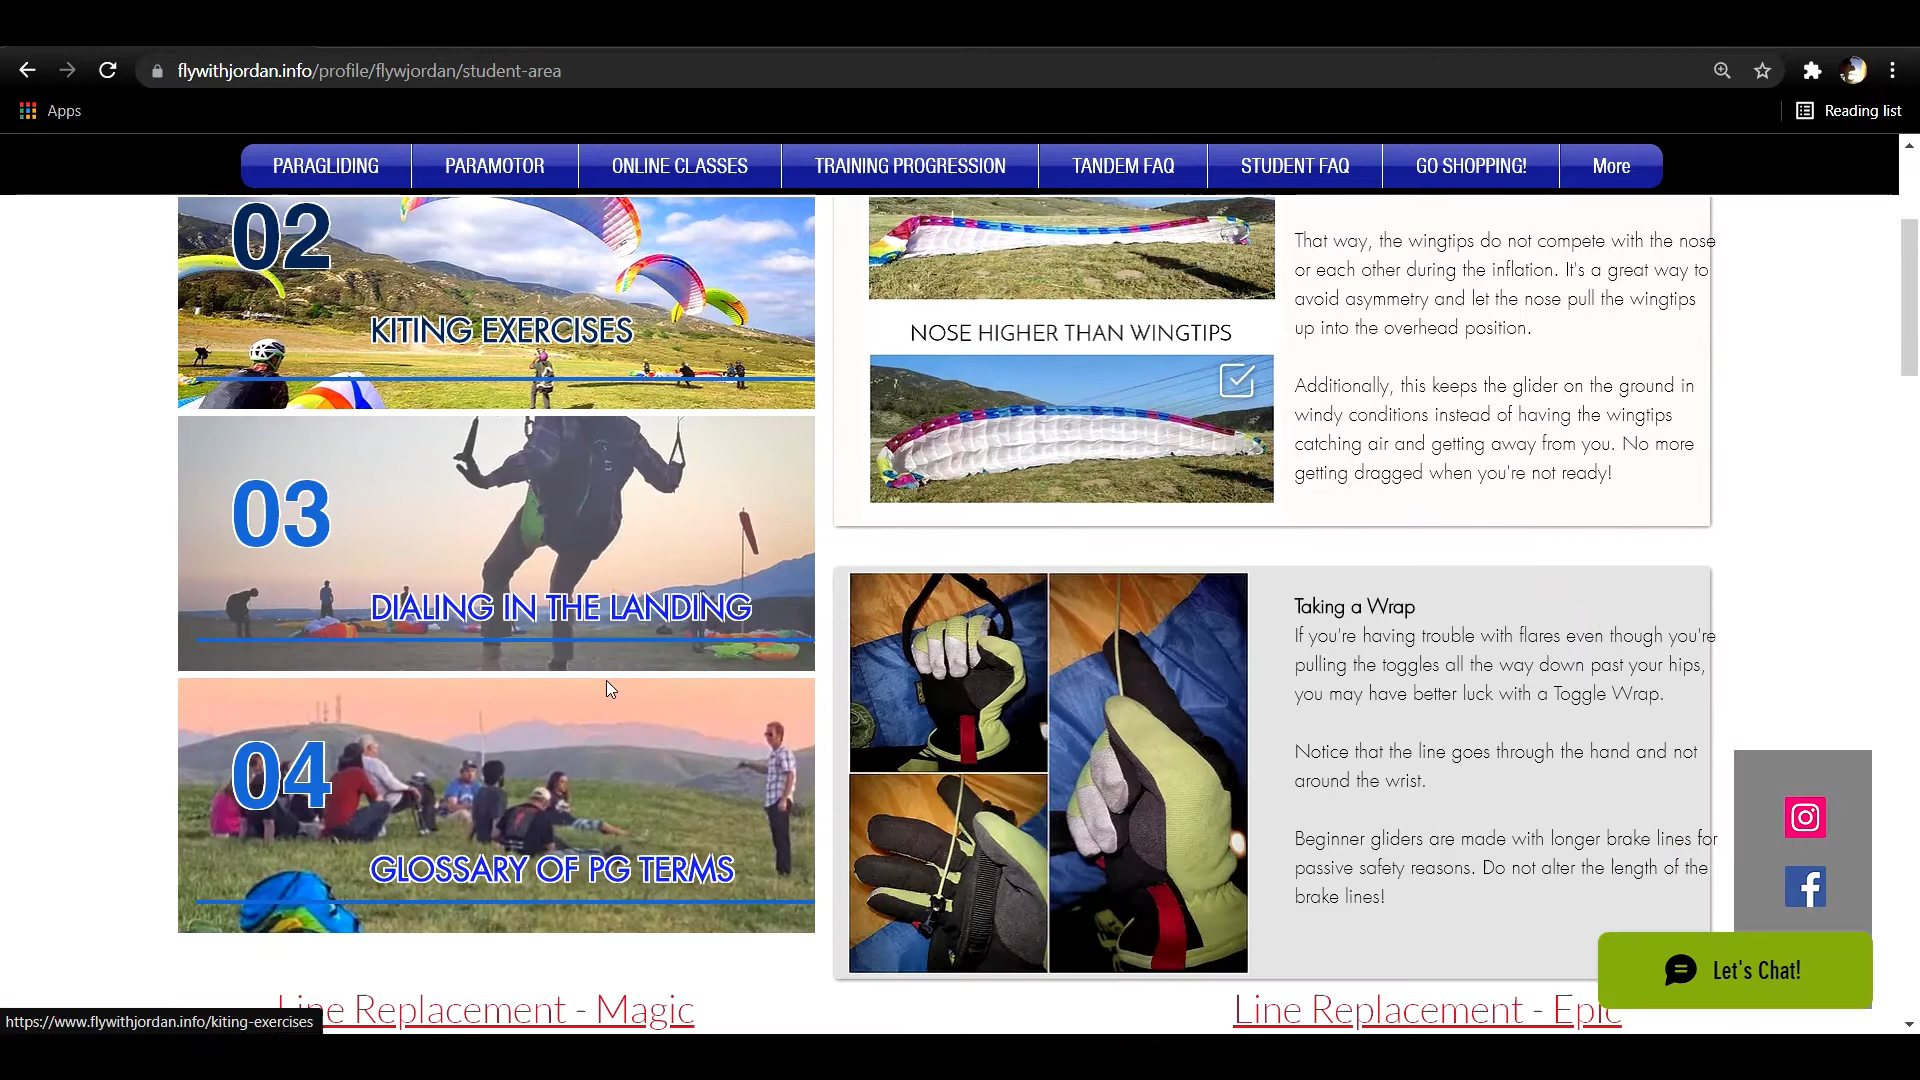 flywithjordan.info/profile/flywjordan/student-area
Apps
Reading list
PARAGLIDING
PARAMOTOR
ONLINE CLASSES
TRAINING PROGRESSION
TANDEM FAQ
STUDENT FAQ
GO SHOPPING!
More
02
KITING EXERCISES
03
DIALING IN THE LANDING
04
GLOSSARY OF PG TERMS
NOSE HIGHER THAN WINGTIPS
That way, the wingtips do not compete with the nose
or each other during the inflation. It's a great way to
avoid asymmetry and let the nose pull the wingtips
up into the overhead position.
Additionally, this keeps the glider on the ground in
windy conditions instead of having the wingtips
catching air and getting away from you. No more
getting dragged when you're not ready!
Taking a Wrap
If you're having trouble with flares even though you're
pulling the toggles all the way down past your hips,
you may have better luck with a Toggle Wrap.
Notice that the line goes through the hand and not
around the wrist.
Beginner gliders are made with longer brake lines for
passive safety reasons. Do not alter the length of the
brake lines!
Let's Chat!
Line Replacement - Magic
Line Replacement - Epic
https://www.flywithjordan.info/kiting-exercises